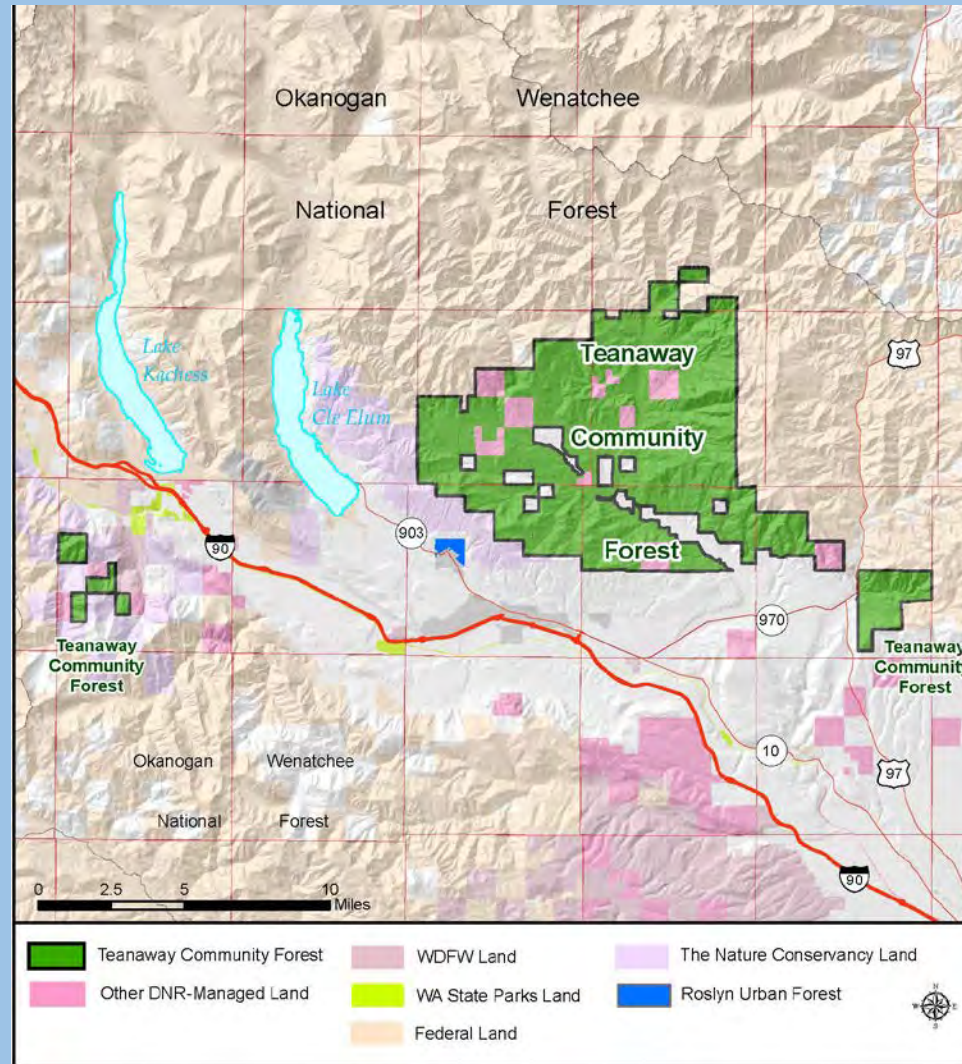 Okanogan Wenatchee
National Forest
Lake
Kachess
Lake
Cle Elum
Teanaway
97
Community
903
90
Forest
970
Teanaway
Community
Forest
Teanaway
Community
Forest
Okanogan Wenatchee
10
97
National Forest
90
0 2.5 5 10
Miles
Teanaway Community Forest
WDFW Land
The Nature Conservancy Land
Other DNR-Managed Land
WA State Parks Land
Roslyn Urban Forest
Federal Land
N
W E
S